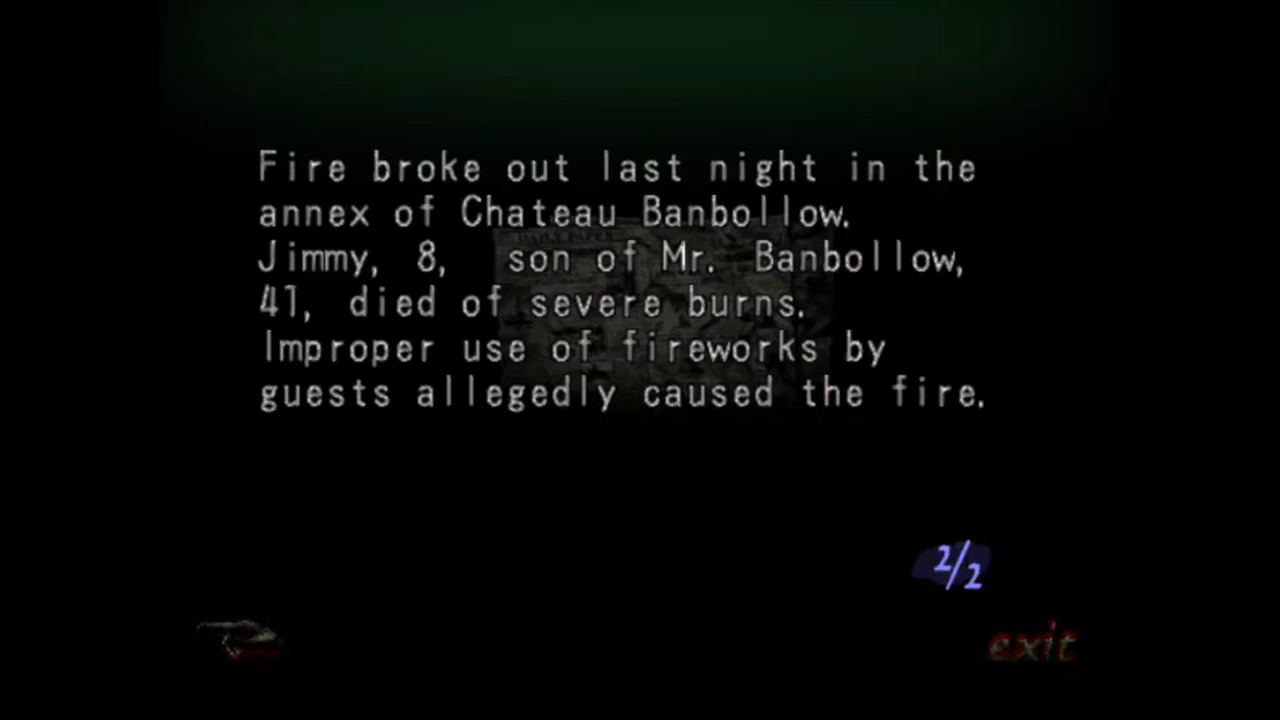 Fire broke out last night in the
annex of Chateau Banbollow.
Jimmy, 8, son of Mr. Banbollow,
41, died of severe burns.
Improper use of fireworks by
guests allegedly caused the fire.
2/2
exit